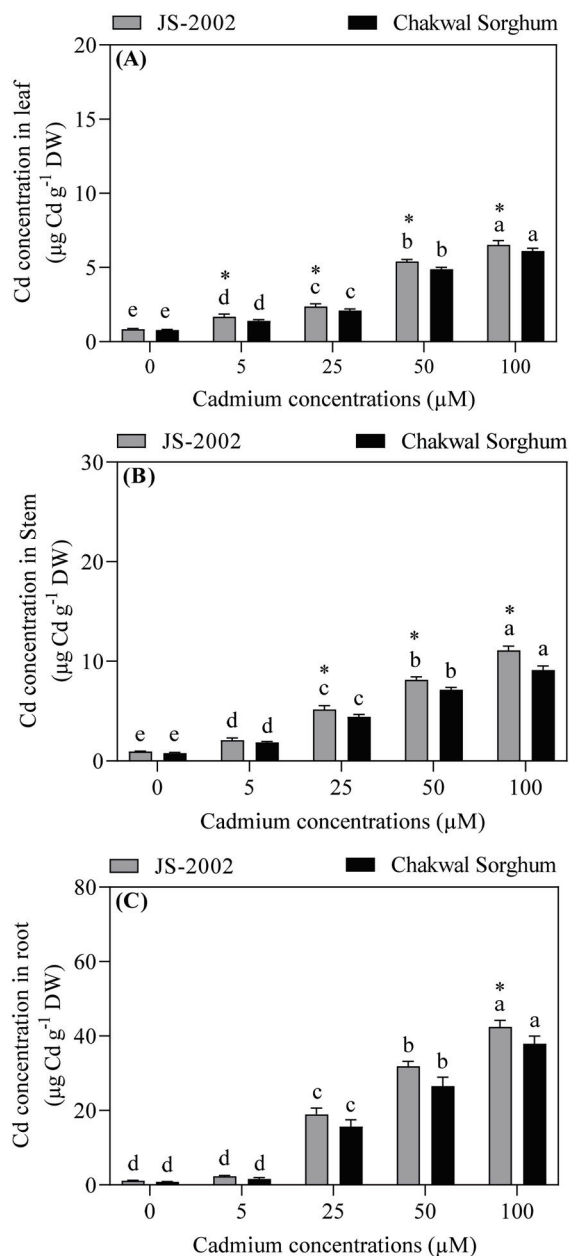 JS-2002 Chakwal Sorghum
(A)
Cd concentration in leaf
(µg Cd g⁻¹ DW)
20
15
10
5
0
e e * d d * c c * b b * a a
0 5 25 50 100
Cadmium concentrations (µM)
JS-2002 Chakwal Sorghum
(B)
Cd concentration in Stem
(µg Cd g⁻¹ DW)
30
20
10
0
e e d d * c c * b b * a a
0 5 25 50 100
Cadmium concentrations (µM)
JS-2002 Chakwal Sorghum
(C)
Cd concentration in root
(µg Cd g⁻¹ DW)
80
60
40
20
0
d d d d c c b b * a a
0 5 25 50 100
Cadmium concentrations (µM)